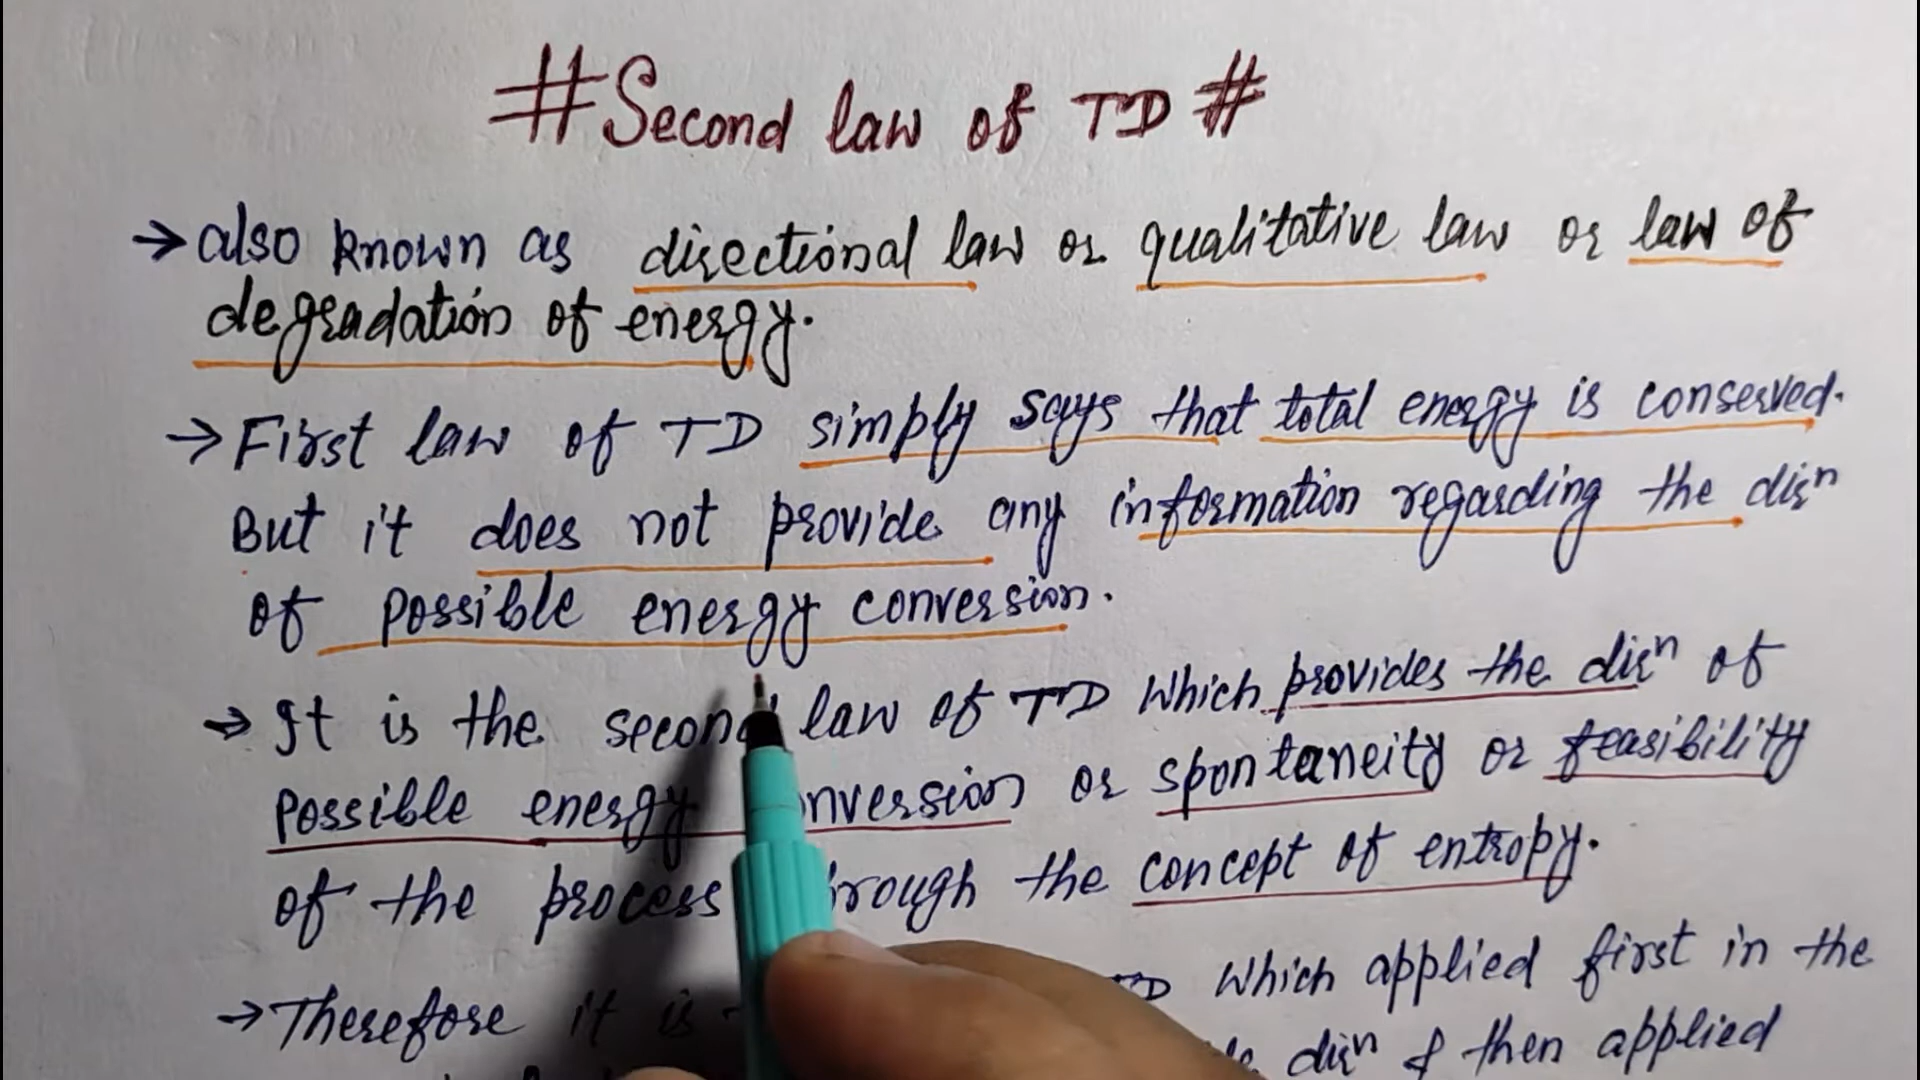 #Second law of TD #
→ also known as directional law or qualitative law or law of
degradation of energy.
→ First law of TD simply says that total energy is conserved.
But it does not provide any information regarding the dirⁿ
of possible energy conversion.
→ It is the second law of TD which provides the dirⁿ of
possible energy nversion or spontaneity or feasibility
of the process rough the concept of entropy.
→ Therefore it is TD which applied first in the
dirⁿ & then applied